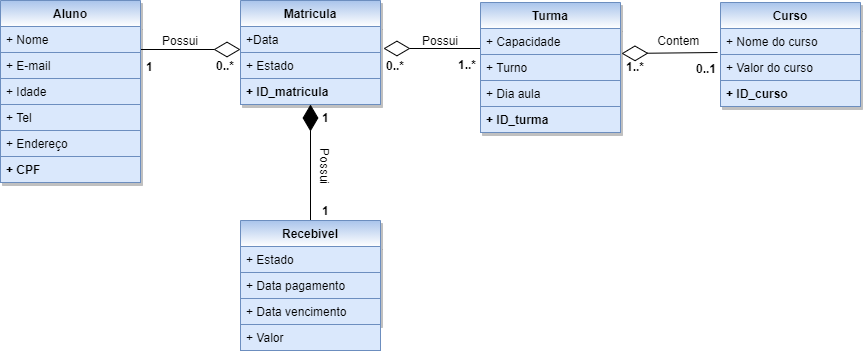 Aluno
+ Nome
+ E-mail
+ Idade
+ Tel
+ Endereço
+ CPF
Possui
1
0..*
Matricula
+Data
+ Estado
+ ID_matricula
Possui
0..*
1..*
Turma
+ Capacidade
+ Turno
+ Dia aula
+ ID_turma
Contem
1..*
0..1
Curso
+ Nome do curso
+ Valor do curso
+ ID_curso
1
Possui
1
Recebivel
+ Estado
+ Data pagamento
+ Data vencimento
+ Valor